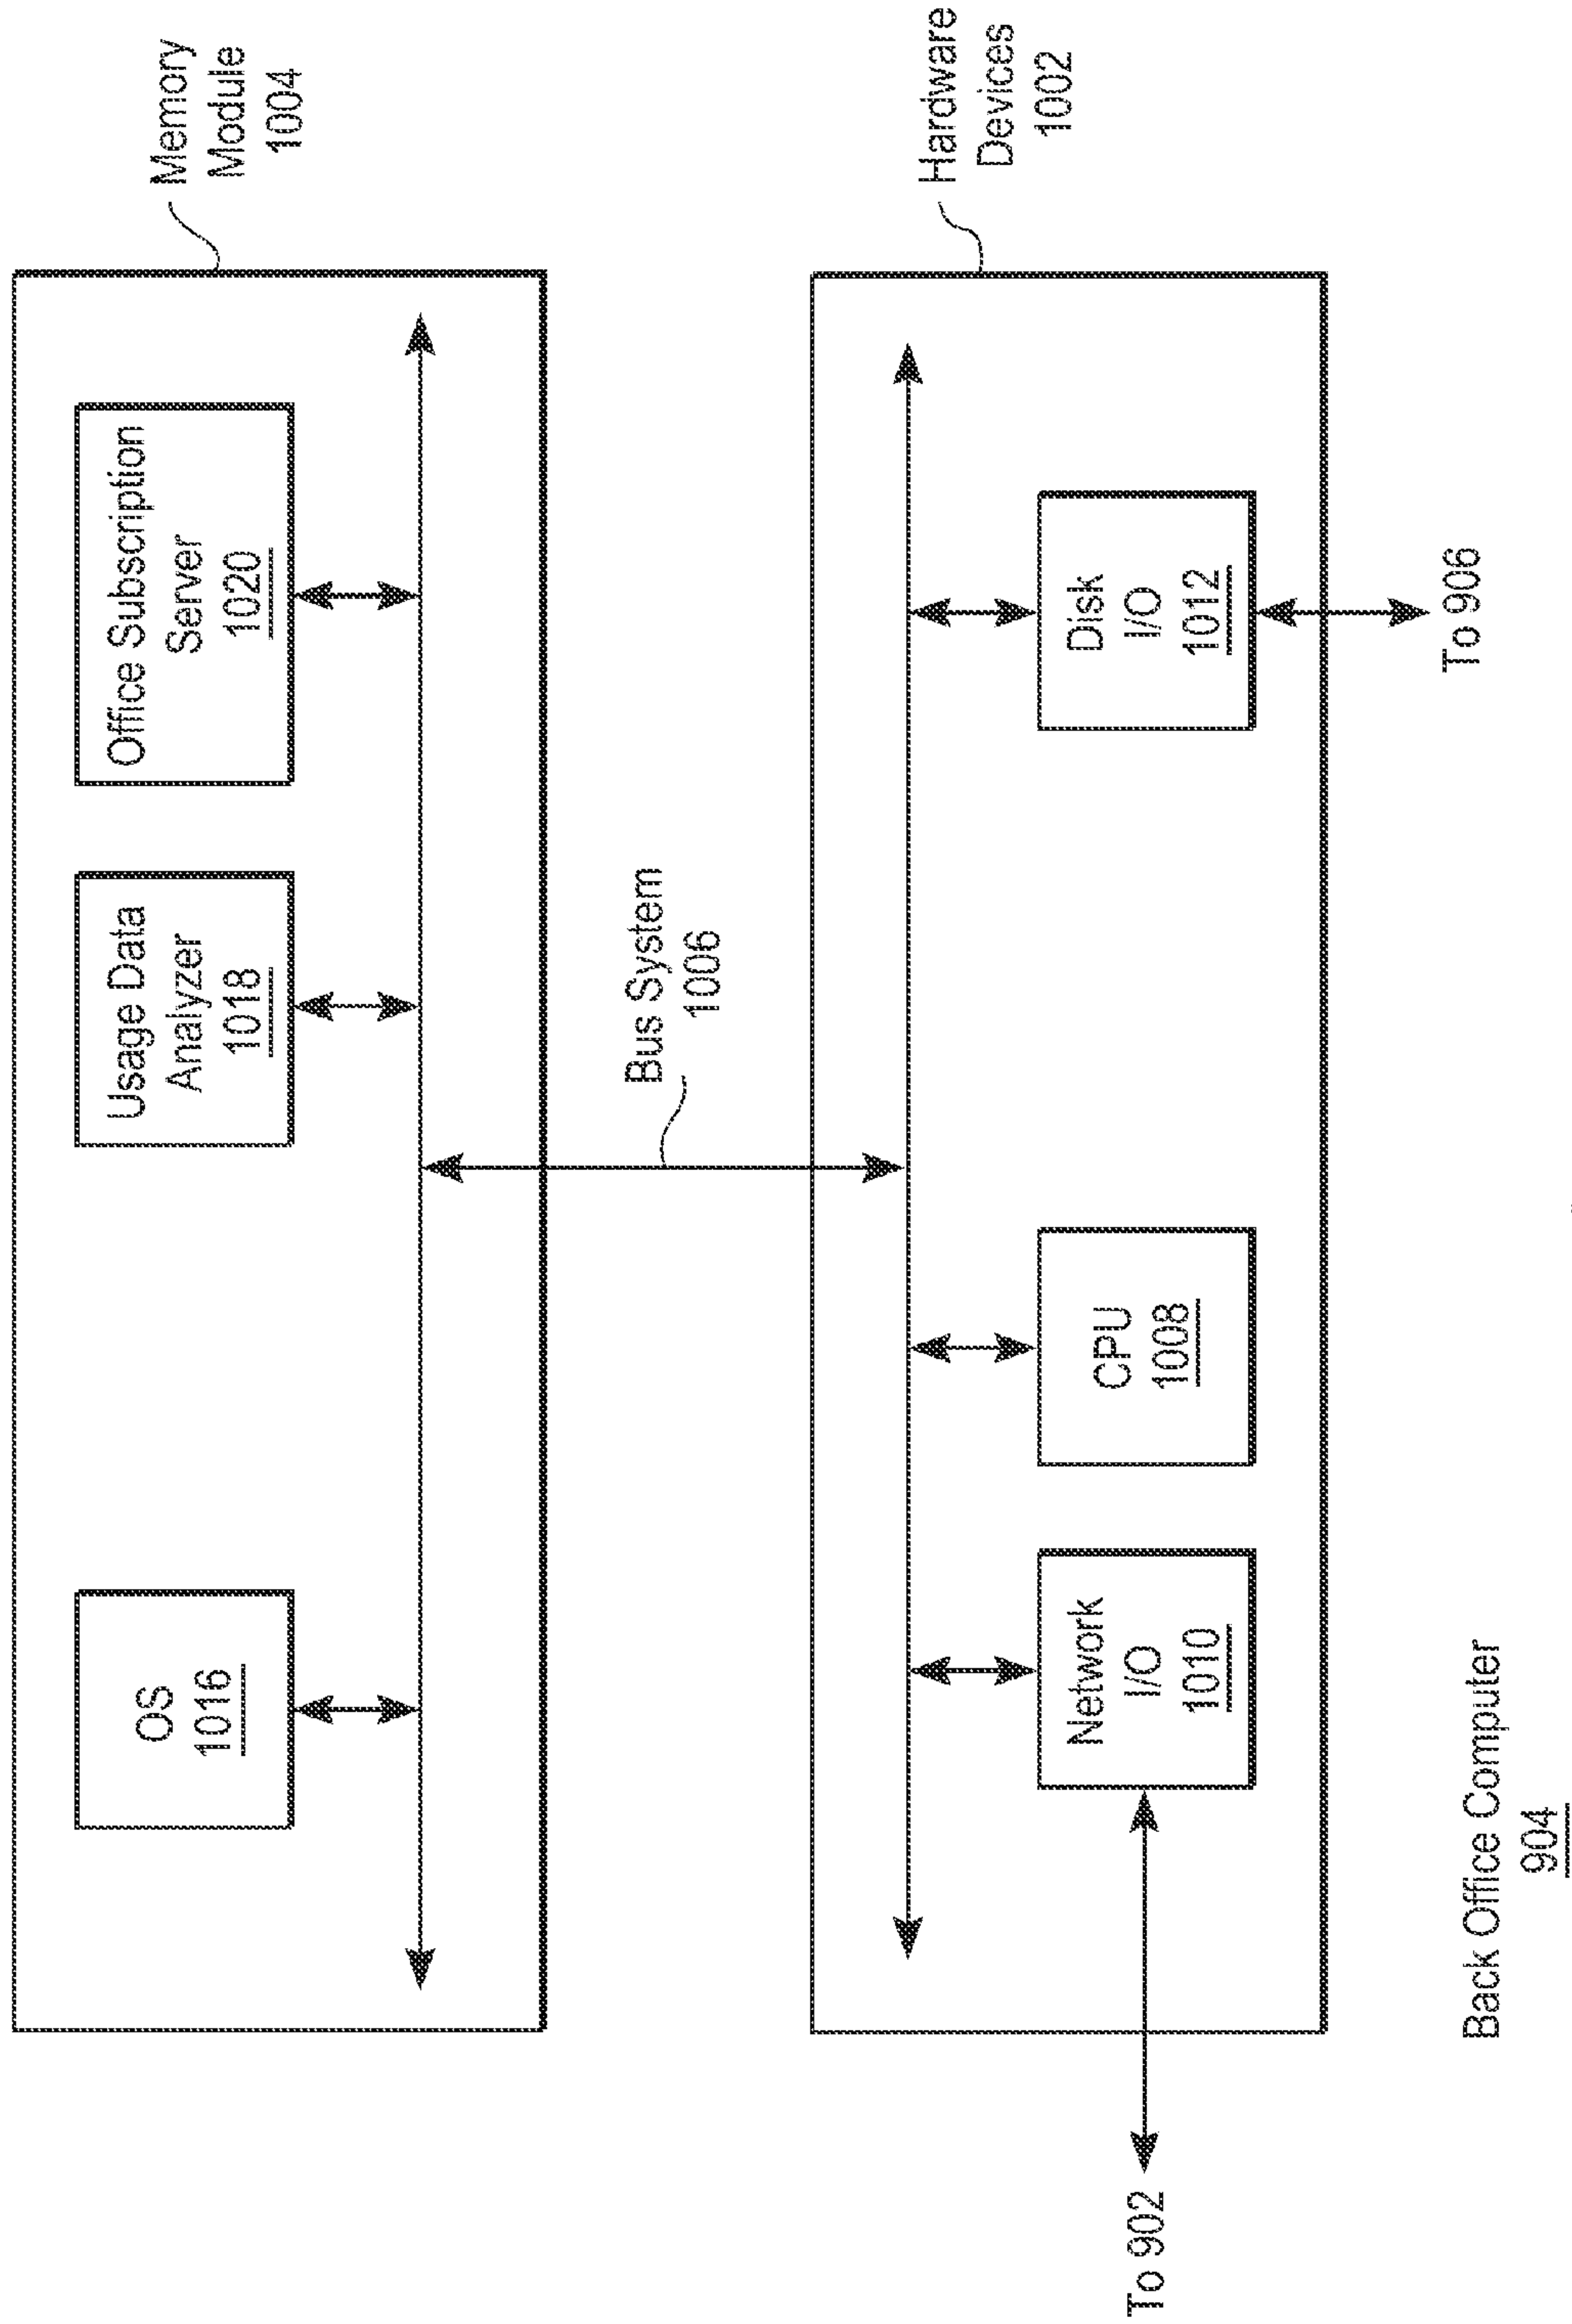 Memory
Module
1004
OS
1016
Usage Data
Analyzer
1018
Office Subscription
Server
1020
Bus System
1006
Hardware
Devices
1002
Network
I/O
1010
CPU
1008
Disk
I/O
1012
To 902
To 906
Back Office Computer
904